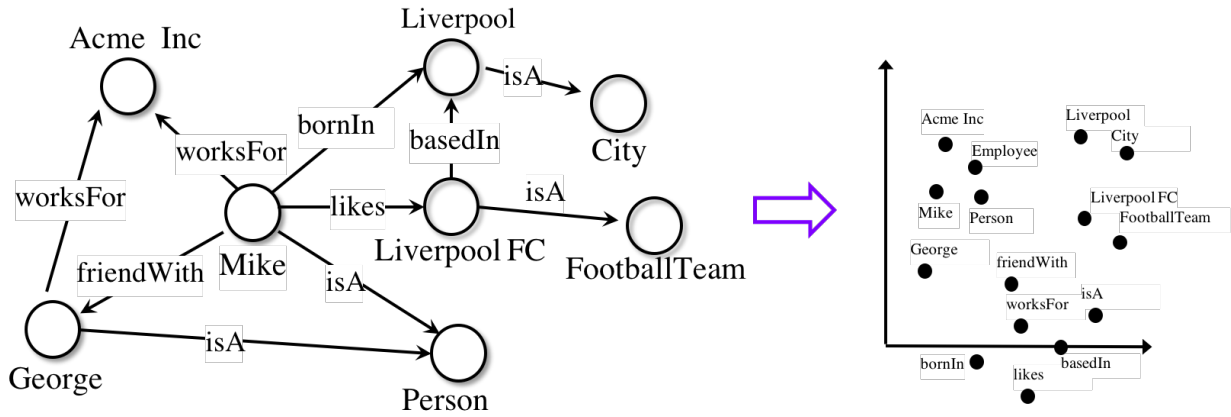 Liverpool
Acme Inc
isA
bornIn
City
basedIn
worksFor
worksFor
likes
isA
Liverpool FC
FootballTeam
Mike
friendWith
isA
isA
George
Person
Acme Inc
Liverpool
City
Employee
Mike
Person
Liverpool FC
FootballTeam
George
friendWith
isA
worksFor
bornIn
basedIn
likes